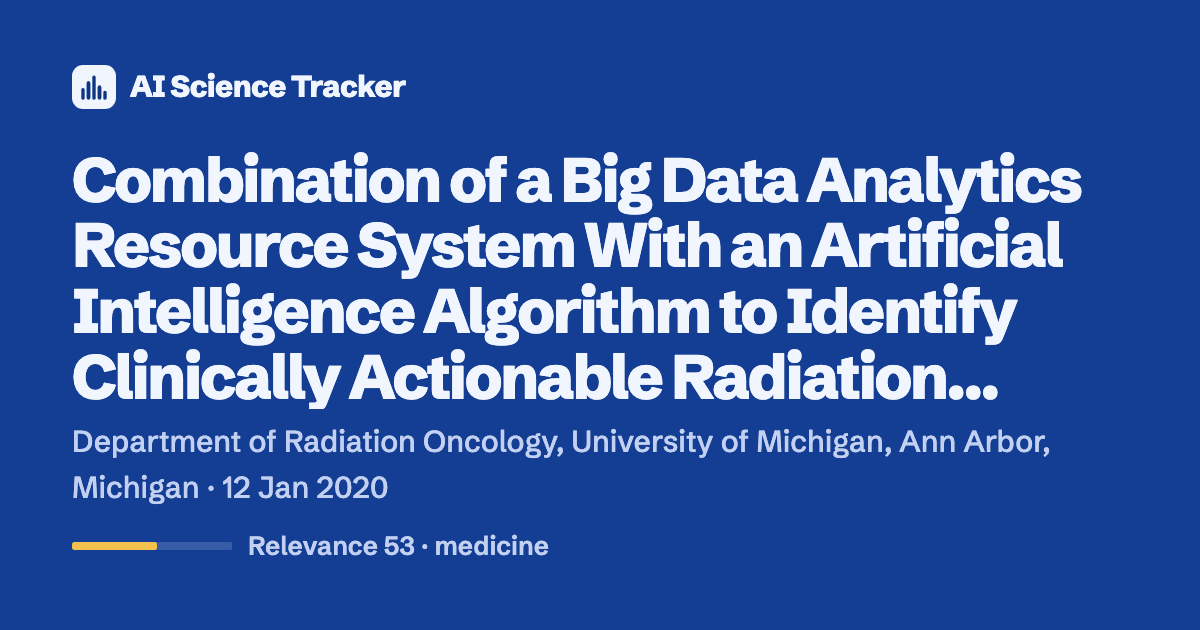 AI Science Tracker
Combination of a Big Data Analytics
Resource System With an Artificial
Intelligence Algorithm to Identify
Clinically Actionable Radiation...
Department of Radiation Oncology, University of Michigan, Ann Arbor,
Michigan · 12 Jan 2020
Relevance 53 · medicine